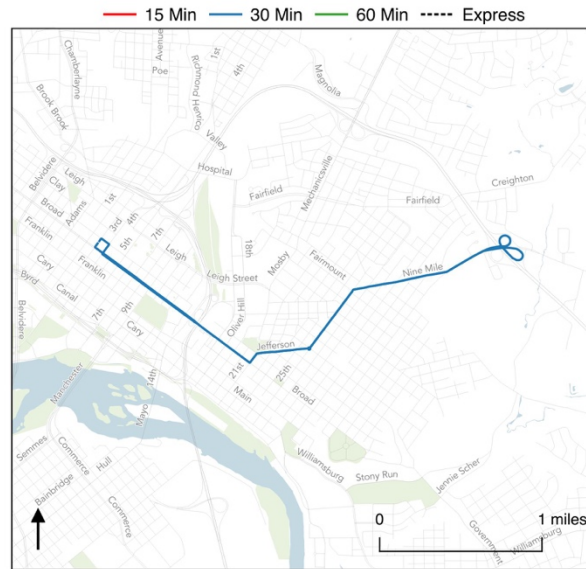 15 Min 30 Min 60 Min Express
Chamberlayne
Avenue
Poe
Richmond Henrico
1st
4th
Magnolia
Brook Brook
Valley
Hospital
Mechanicsville
Creighton
Belvidere
Leigh
Clay
Adams
1st
Fairfield
Fairfield
Broad
3rd
4th
Franklin
5th
7th
Leigh
18th
Mosby
Fairmount
Cary
Franklin
Leigh Street
Nine Mile
Byrd
Canal
7th
9th
Cary
Oliver Hill
Jefferson
Belvidere
21st
25th
Manchester
Mayo
14th
Main
Broad
Semmes
Commerce
Hull
Williamsburg
Stony Run
Jennie Scher
Bainbridge
Commerce
Government
Williamsburg
0 1 miles